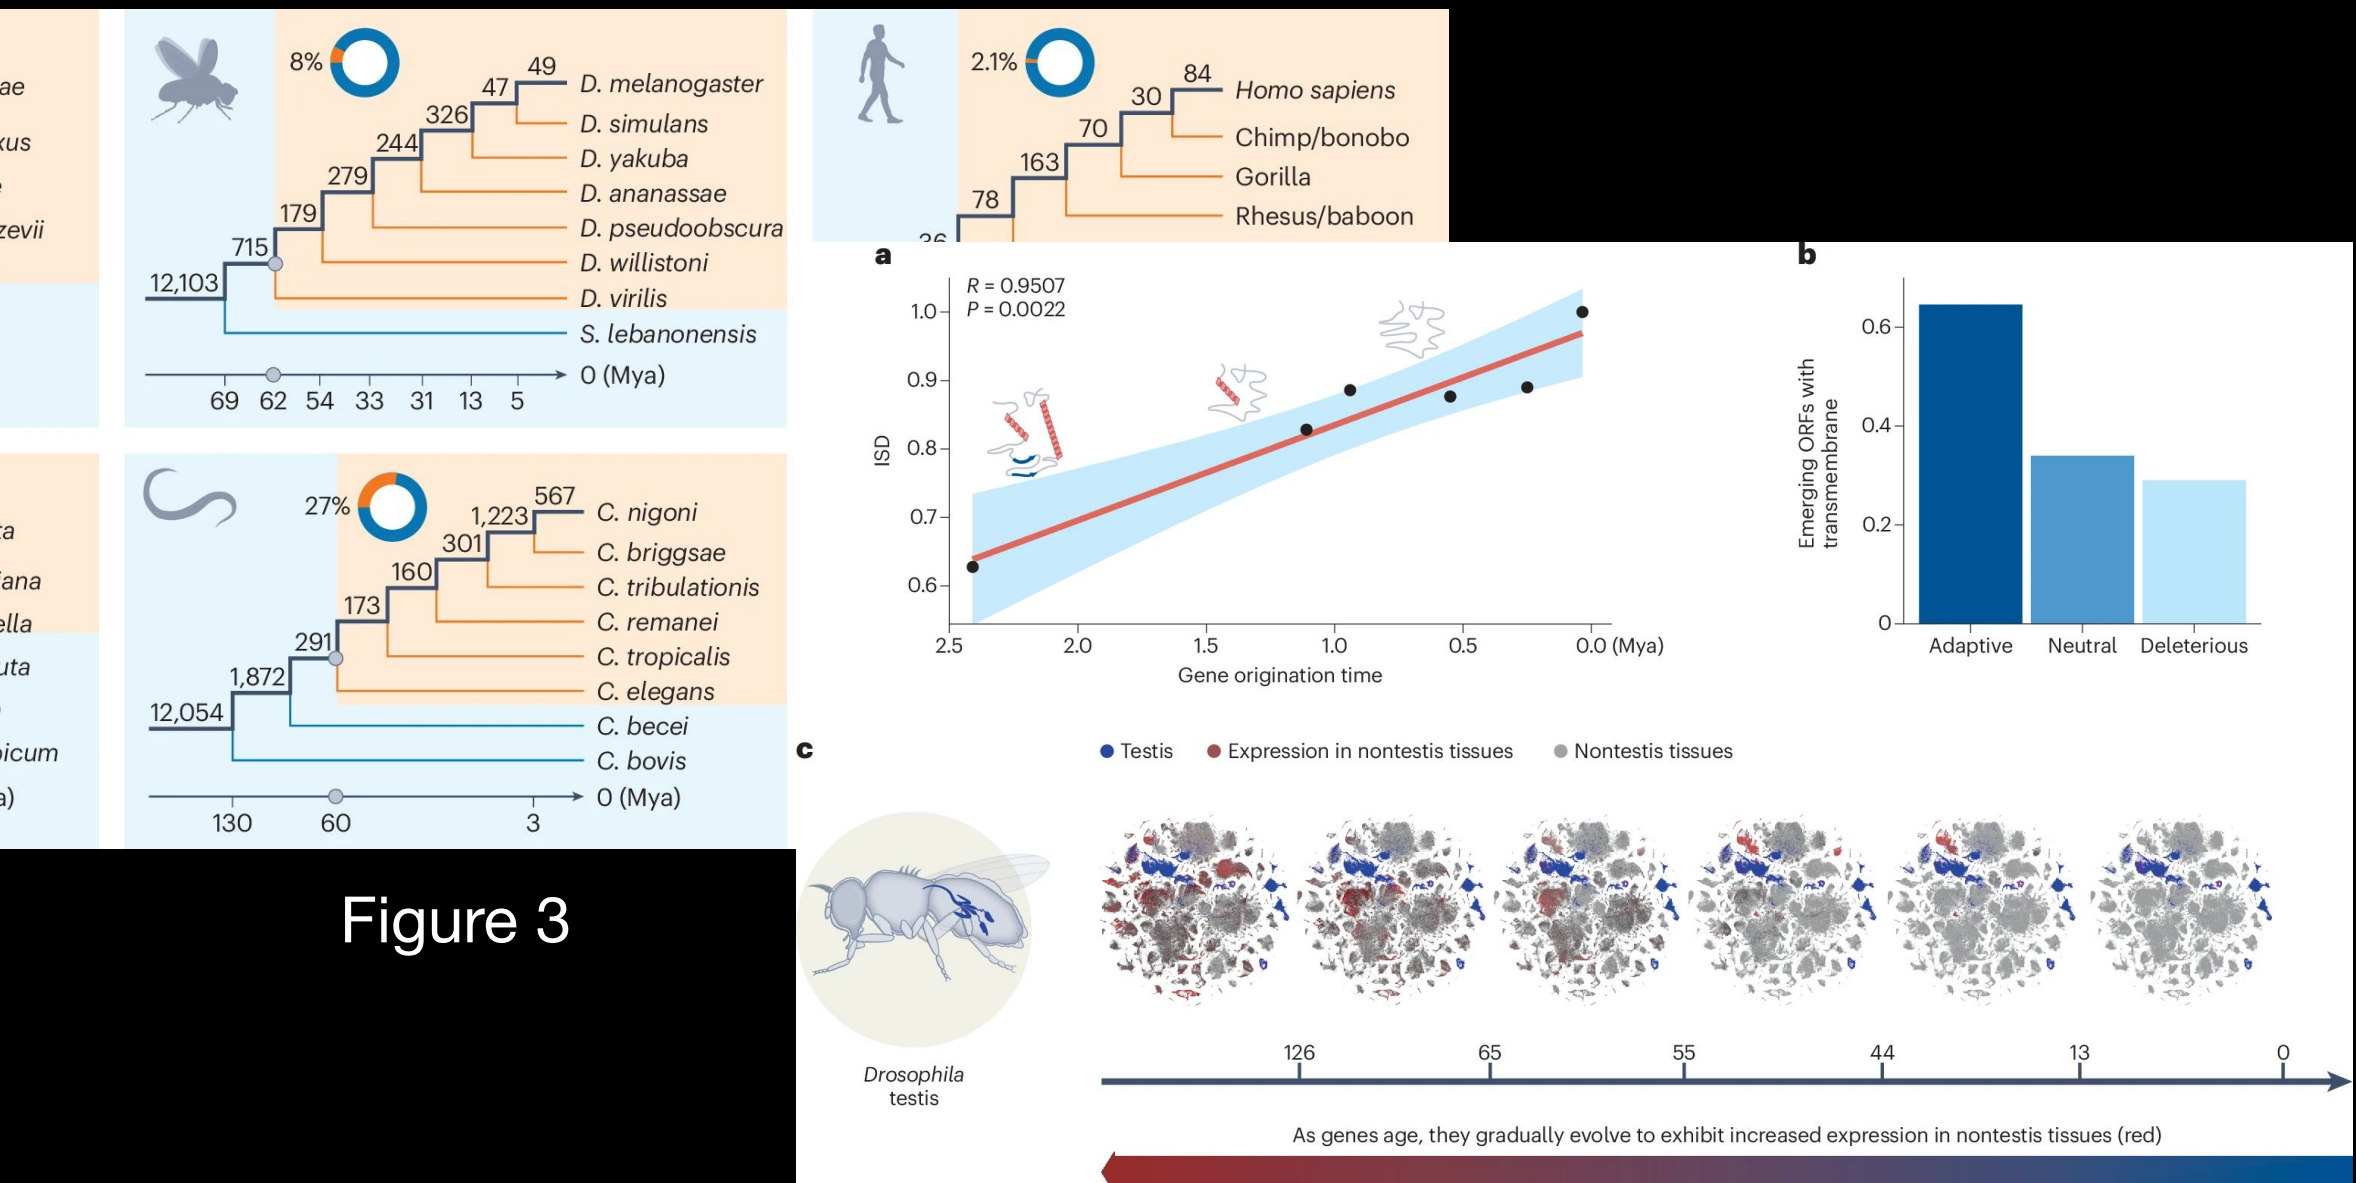 ae
xus
zevii
ta
iana
ella
uta
picum
a)
8%
49
47
326
244
279
179
715
12,103
D. melanogaster
D. simulans
D. yakuba
D. ananassae
D. pseudoobscura
D. willistoni
D. virilis
S. lebanonensis
0 (Mya)
69 62 54 33 31 13 5
27%
567
1,223
301
160
173
291
1,872
12,054
C. nigoni
C. briggsae
C. tribulationis
C. remanei
C. tropicalis
C. elegans
C. becei
C. bovis
0 (Mya)
130 60 3
Figure 3
2.1%
84
30
70
163
78
Homo sapiens
Chimp/bonobo
Gorilla
Rhesus/baboon
a
R = 0.9507
P = 0.0022
ISD
1.0
0.9
0.8
0.7
0.6
2.5 2.0 1.5 1.0 0.5 0.0 (Mya)
Gene origination time
b
Emerging ORFs with
transmembrane
0.6
0.4
0.2
0
Adaptive Neutral Deleterious
c
Testis Expression in nontestis tissues Nontestis tissues
Drosophila
testis
126 65 55 44 13 0
As genes age, they gradually evolve to exhibit increased expression in nontestis tissues (red)